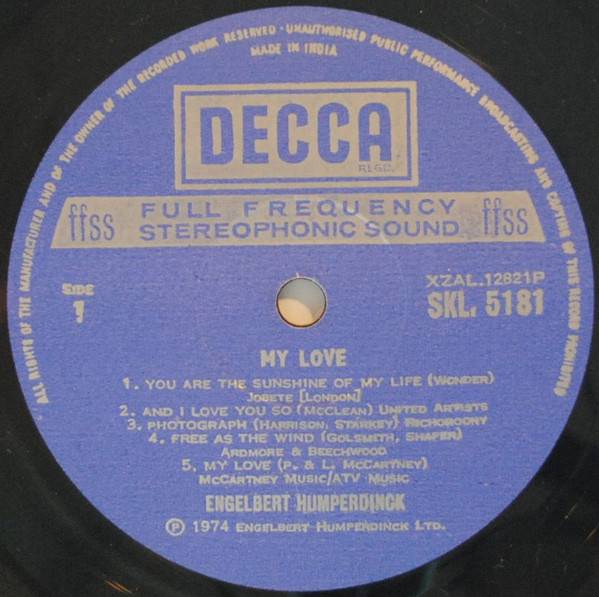 ALL RIGHTS OF THE MANUFACTURER AND OF THE OWNER OF THE RECORDED WORK RESERVED · UNAUTHORISED PUBLIC PERFORMANCE BROADCASTING AND COPYING OF THIS RECORD PROHIBITED
MADE IN INDIA
DECCA
REGD.
ffss FULL FREQUENCY ffss
STEREOPHONIC SOUND
SIDE
1
XZAL.12821P
SKL. 5181
MY LOVE
1. YOU ARE THE SUNSHINE OF MY LIFE (WONDER)
JOBETE [LONDON]
2. AND I LOVE YOU SO (MCCLEAN) UNITED ARTISTS
3. PHOTOGRAPH (HARRISON, STARKEY) RICHOROONY
4. FREE AS THE WIND (GOLSMITH, SHAPER)
ARDMORE & BEECHWOOD
5. MY LOVE (P. & L. MCCARTNEY)
MCCARTNEY MUSIC/ATV MUSIC
ENGELBERT HUMPERDINCK
Ⓟ 1974 ENGELBERT HUMPERDINCK LTD.